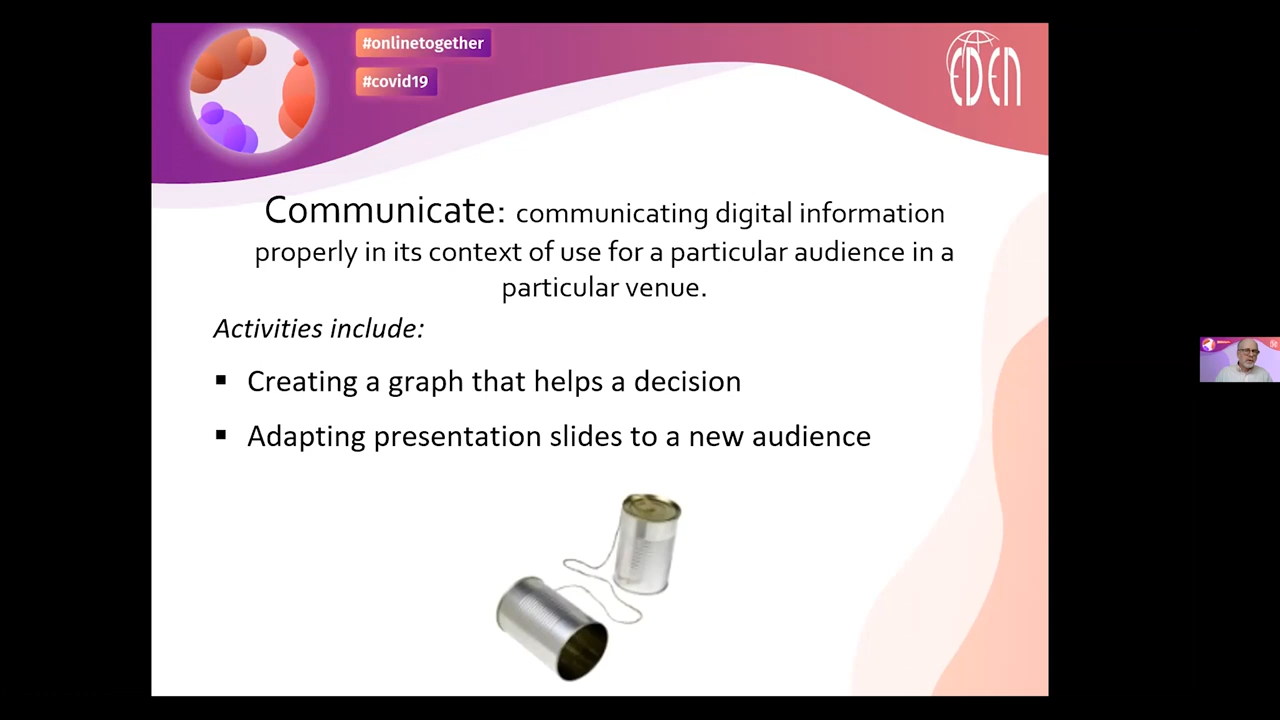 #onlinetogether
#covid19
EDEN
Communicate: communicating digital information
properly in its context of use for a particular audience in a
particular venue.
Activities include:
▪ Creating a graph that helps a decision
▪ Adapting presentation slides to a new audience